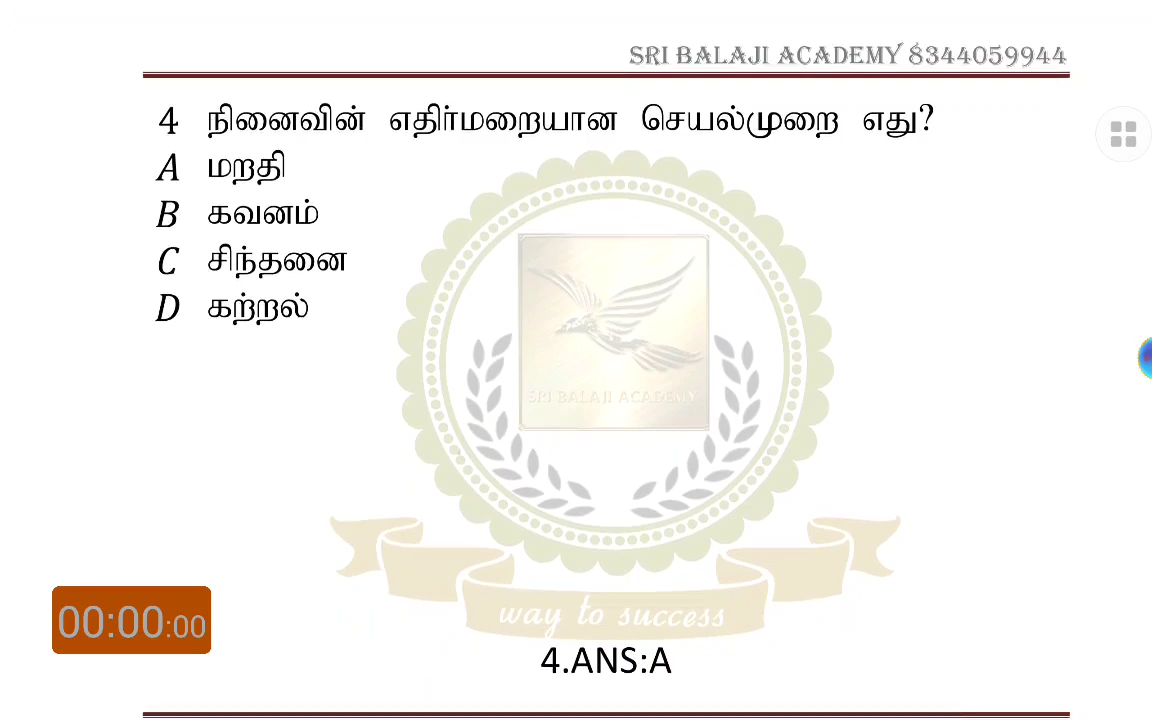 SRI BALAJI ACADEMY 8344059944
4 நினைவின் எதிர்மறையான செயல்முறை எது?
A மறதி
B கவனம்
C சிந்தனை
D கற்றல்
SRI BALAJI ACADEMY
way to success
00:00:00
4.ANS:A